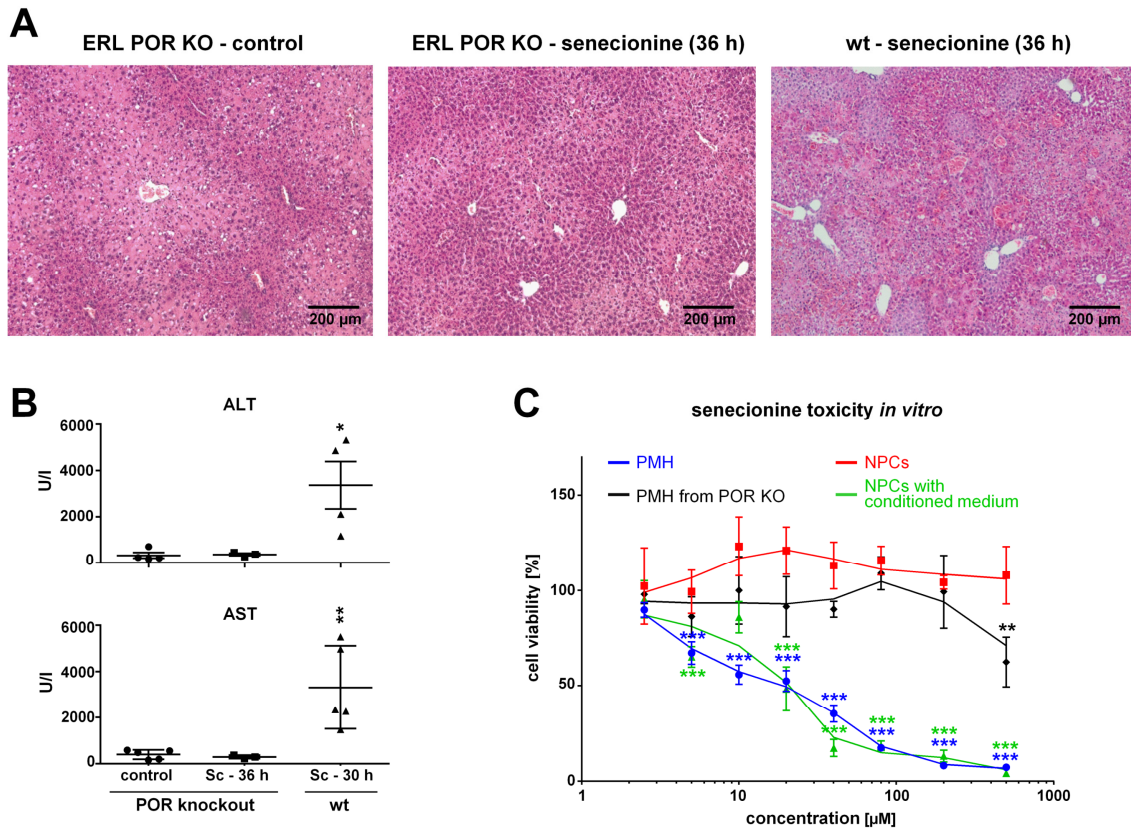 A
ERL POR KO - control
ERL POR KO - senecionine (36 h)
wt - senecionine (36 h)
200 µm
200 µm
200 µm
B
ALT
6000
4000
2000
0
U/l
*
AST
6000
4000
2000
0
U/l
**
control
Sc - 36 h
Sc - 30 h
POR knockout
wt
C
senecionine toxicity in vitro
PMH
NPCs
PMH from POR KO
NPCs with
conditioned medium
150
100
50
0
cell viability [%]
***
***
***
***
***
***
***
***
***
***
***
***
***
**
1
10
100
1000
concentration [µM]